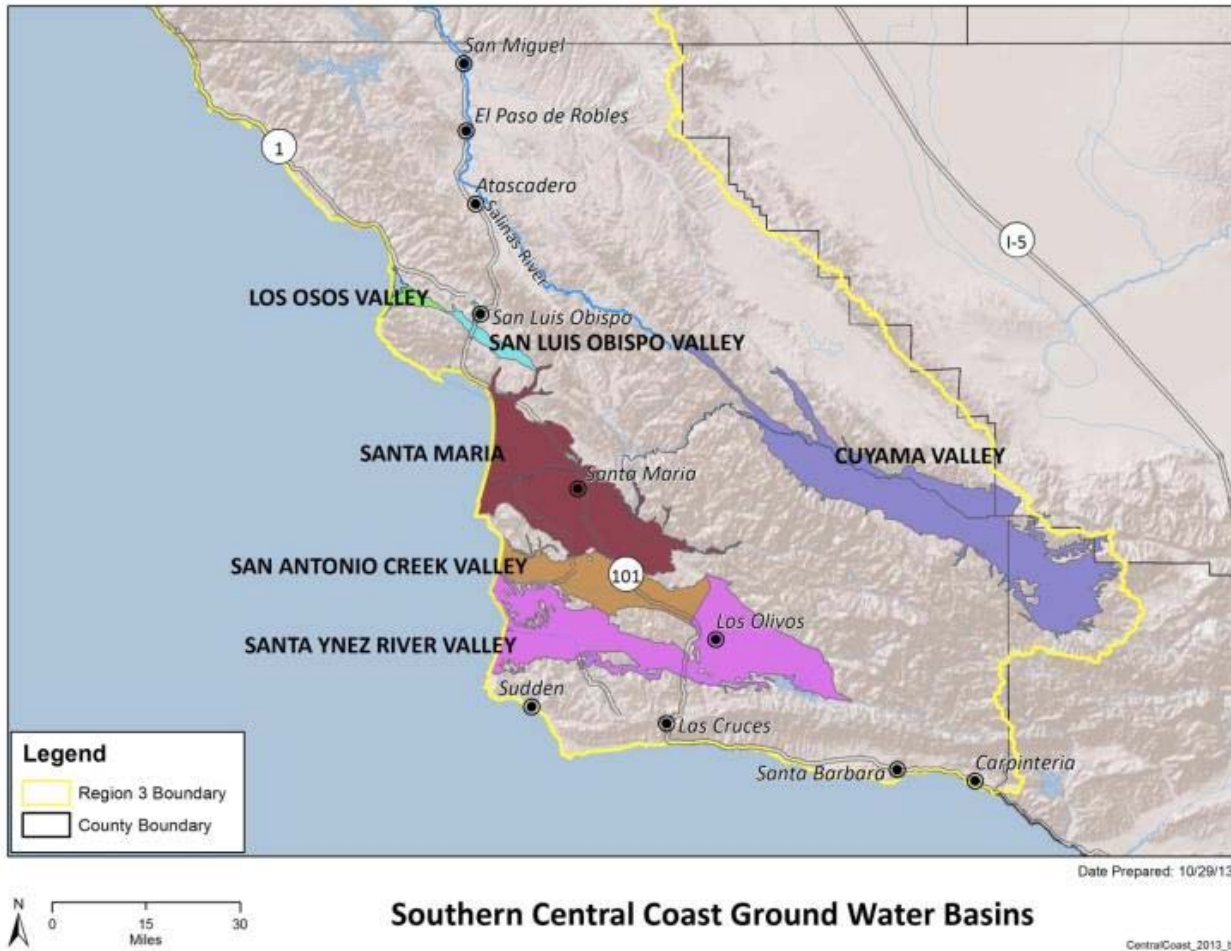 San Miguel
El Paso de Robles
1
Atascadero
Salinas River
I-5
LOS OSOS VALLEY
San Luis Obispo
SAN LUIS OBISPO VALLEY
SANTA MARIA
CUYAMA VALLEY
Santa Maria
SAN ANTONIO CREEK VALLEY
101
SANTA YNEZ RIVER VALLEY
Los Olivos
Sudden
Las Cruces
Santa Barbara
Carpinteria
Legend
Region 3 Boundary
County Boundary
Date Prepared: 10/29/13
N
0 15 30
Miles
Southern Central Coast Ground Water Basins
CentralCoast_2013_